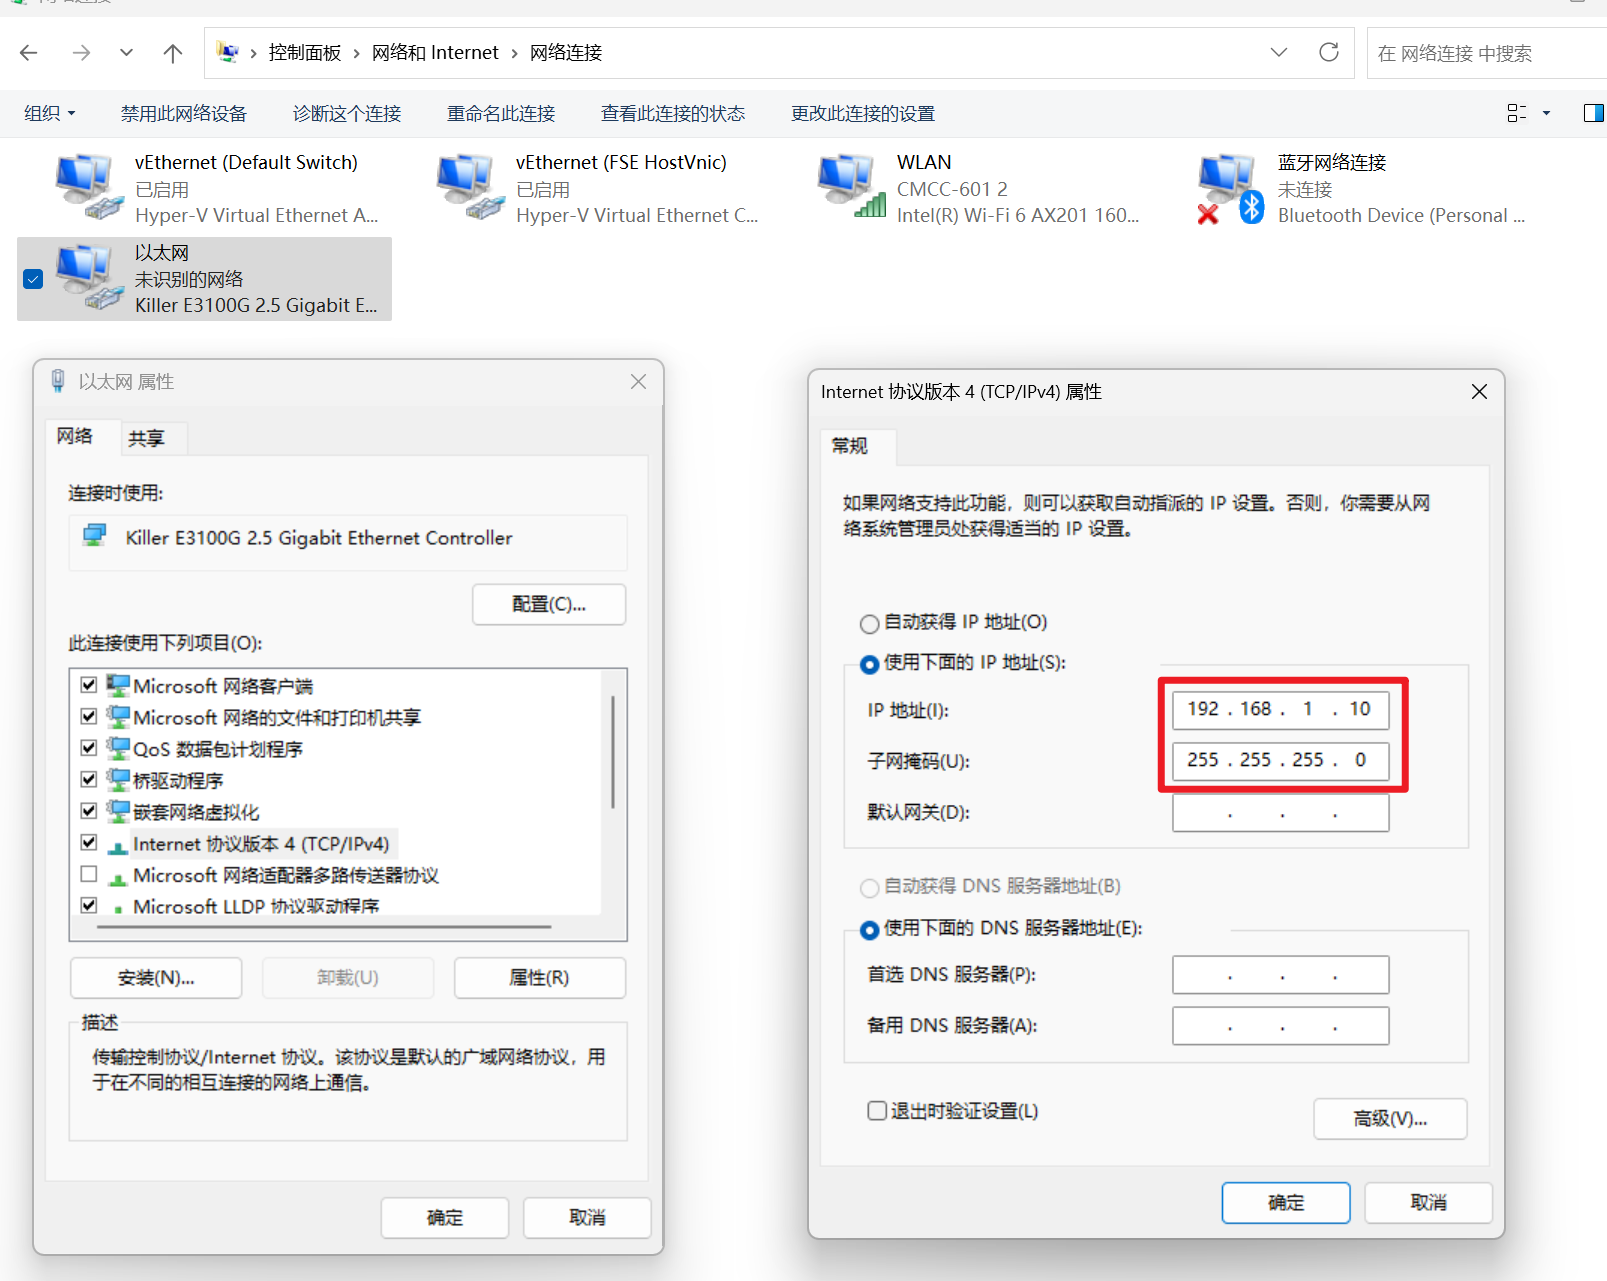 控制面板 › 网络和 Internet › 网络连接
在 网络连接 中搜索
组织 禁用此网络设备 诊断这个连接 重命名此连接 查看此连接的状态 更改此连接的设置
vEthernet (Default Switch)
已启用
Hyper-V Virtual Ethernet A...
vEthernet (FSE HostVnic)
已启用
Hyper-V Virtual Ethernet C...
WLAN
CMCC-601 2
Intel(R) Wi-Fi 6 AX201 160...
蓝牙网络连接
未连接
Bluetooth Device (Personal ...
以太网
未识别的网络
Killer E3100G 2.5 Gigabit E...
以太网 属性
网络 共享
连接时使用:
Killer E3100G 2.5 Gigabit Ethernet Controller
配置(C)...
此连接使用下列项目(O):
Microsoft 网络客户端
Microsoft 网络的文件和打印机共享
QoS 数据包计划程序
桥驱动程序
嵌套网络虚拟化
Internet 协议版本 4 (TCP/IPv4)
Microsoft 网络适配器多路传送器协议
Microsoft LLDP 协议驱动程序
安装(N)... 卸载(U) 属性(R)
描述
传输控制协议/Internet 协议。该协议是默认的广域网络协议，用
于在不同的相互连接的网络上通信。
确定 取消
Internet 协议版本 4 (TCP/IPv4) 属性
常规
如果网络支持此功能，则可以获取自动指派的 IP 设置。否则，你需要从网
络系统管理员处获得适当的 IP 设置。
自动获得 IP 地址(O)
使用下面的 IP 地址(S):
IP 地址(I): 192 . 168 . 1 . 10
子网掩码(U): 255 . 255 . 255 . 0
默认网关(D): . . .
自动获得 DNS 服务器地址(B)
使用下面的 DNS 服务器地址(E):
首选 DNS 服务器(P): . . .
备用 DNS 服务器(A): . . .
退出时验证设置(L)
高级(V)...
确定 取消